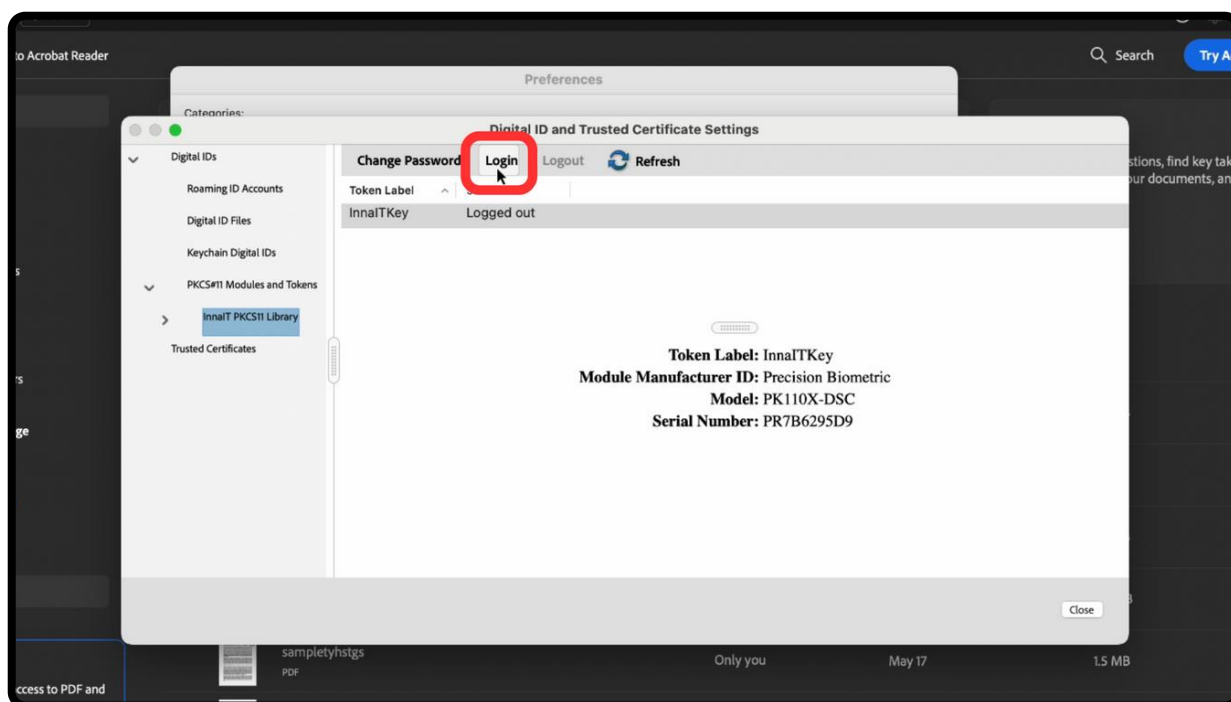 to Acrobat Reader
Search
Try A
Preferences
Categories:
Digital ID and Trusted Certificate Settings
Digital IDs
Roaming ID Accounts
Digital ID Files
Keychain Digital IDs
PKCS#11 Modules and Tokens
InnaIT PKCS11 Library
Trusted Certificates
Change Password Login Logout Refresh
Token Label
InnaITKey Logged out
Token Label: InnaITKey
Module Manufacturer ID: Precision Biometric
Model: PK110X-DSC
Serial Number: PR7B6295D9
Close
stions, find key tak
our documents, an
s
rs
ge
sampletyhstgs Only you May 17 1.5 MB
PDF
ccess to PDF and